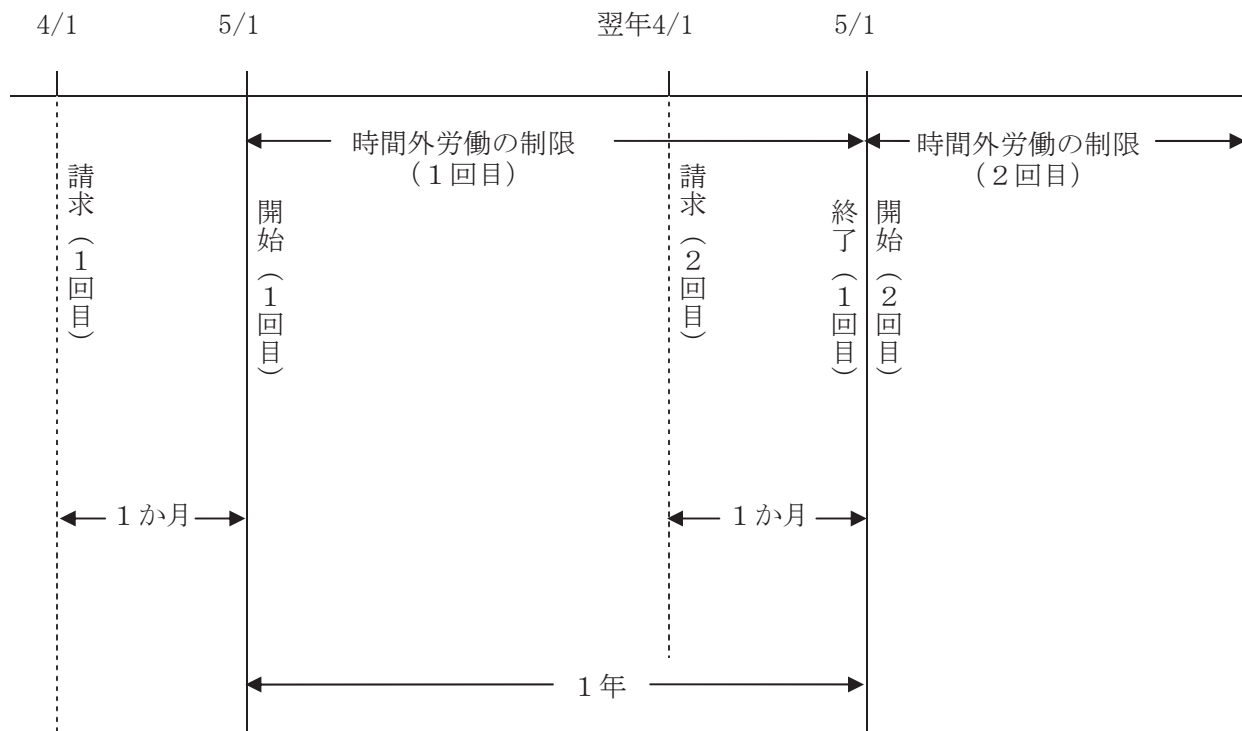 4/1
5/1
翌年4/1
5/1
時間外労働の制限
（１回目）
時間外労働の制限
（２回目）
請求（１回目）
開始（１回目）
請求（２回目）
終了（１回目）
開始（２回目）
１か月
１か月
１年